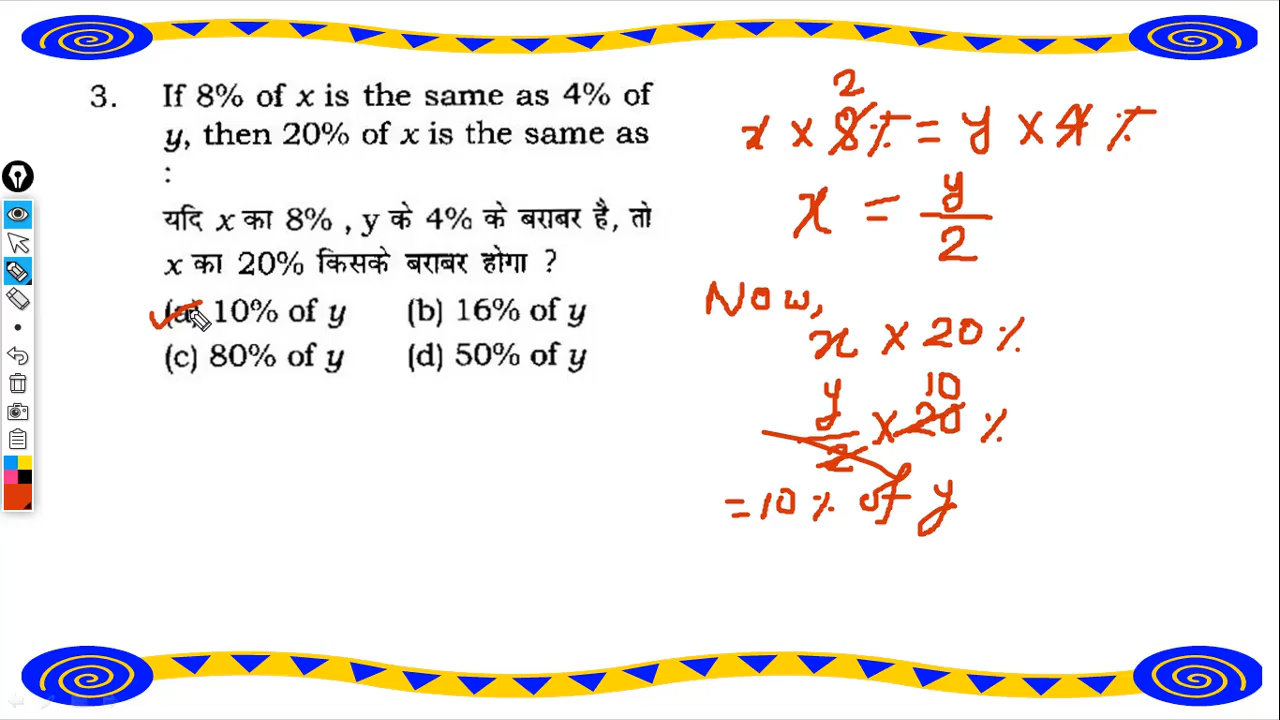 3. If 8% of x is the same as 4% of
y, then 20% of x is the same as
:
यदि x का 8% , y के 4% के बराबर है, तो
x का 20% किसके बराबर होगा ?
(a) 10% of y (b) 16% of y
(c) 80% of y (d) 50% of y
2
x × 8% = y × 4%
x = y/2
Now,
x × 20%
10
y/2 × 20%
= 10% of y